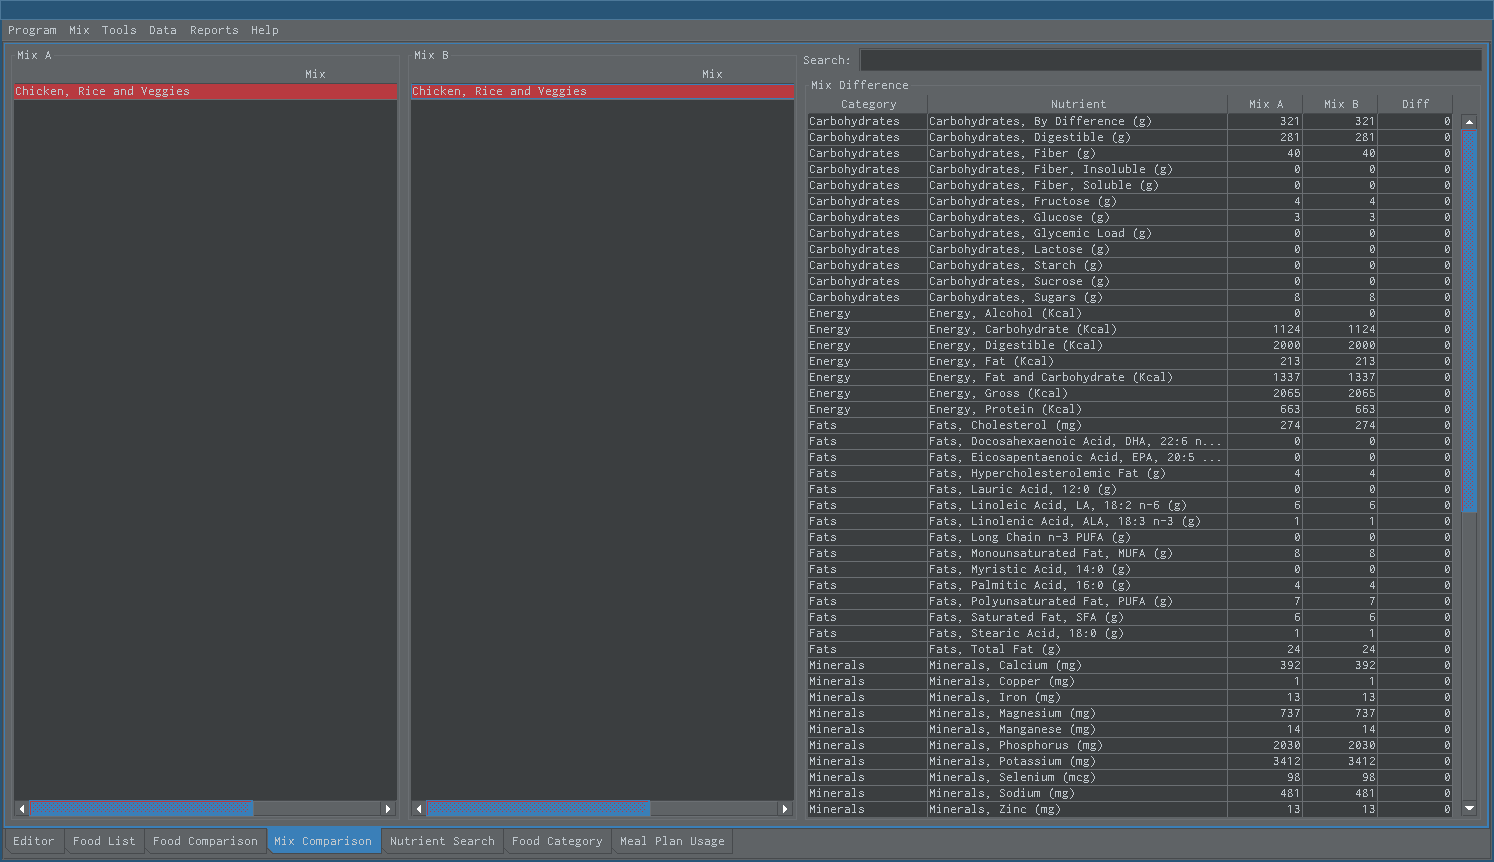 Program Mix Tools Data Reports Help
Mix A
Mix
Chicken, Rice and Veggies
Mix B
Mix
Chicken, Rice and Veggies
Search:
Mix Difference
Category Nutrient Mix A Mix B Diff
Carbohydrates Carbohydrates, By Difference (g) 321 321 0
Carbohydrates Carbohydrates, Digestible (g) 281 281 0
Carbohydrates Carbohydrates, Fiber (g) 40 40 0
Carbohydrates Carbohydrates, Fiber, Insoluble (g) 0 0 0
Carbohydrates Carbohydrates, Fiber, Soluble (g) 0 0 0
Carbohydrates Carbohydrates, Fructose (g) 4 4 0
Carbohydrates Carbohydrates, Glucose (g) 3 3 0
Carbohydrates Carbohydrates, Glycemic Load (g) 0 0 0
Carbohydrates Carbohydrates, Lactose (g) 0 0 0
Carbohydrates Carbohydrates, Starch (g) 0 0 0
Carbohydrates Carbohydrates, Sucrose (g) 0 0 0
Carbohydrates Carbohydrates, Sugars (g) 8 8 0
Energy Energy, Alcohol (Kcal) 0 0 0
Energy Energy, Carbohydrate (Kcal) 1124 1124 0
Energy Energy, Digestible (Kcal) 2000 2000 0
Energy Energy, Fat (Kcal) 213 213 0
Energy Energy, Fat and Carbohydrate (Kcal) 1337 1337 0
Energy Energy, Gross (Kcal) 2065 2065 0
Energy Energy, Protein (Kcal) 663 663 0
Fats Fats, Cholesterol (mg) 274 274 0
Fats Fats, Docosahexaenoic Acid, DHA, 22:6 n... 0 0 0
Fats Fats, Eicosapentaenoic Acid, EPA, 20:5 ... 0 0 0
Fats Fats, Hypercholesterolemic Fat (g) 4 4 0
Fats Fats, Lauric Acid, 12:0 (g) 0 0 0
Fats Fats, Linoleic Acid, LA, 18:2 n-6 (g) 6 6 0
Fats Fats, Linolenic Acid, ALA, 18:3 n-3 (g) 1 1 0
Fats Fats, Long Chain n-3 PUFA (g) 0 0 0
Fats Fats, Monounsaturated Fat, MUFA (g) 8 8 0
Fats Fats, Myristic Acid, 14:0 (g) 0 0 0
Fats Fats, Palmitic Acid, 16:0 (g) 4 4 0
Fats Fats, Polyunsaturated Fat, PUFA (g) 7 7 0
Fats Fats, Saturated Fat, SFA (g) 6 6 0
Fats Fats, Stearic Acid, 18:0 (g) 1 1 0
Fats Fats, Total Fat (g) 24 24 0
Minerals Minerals, Calcium (mg) 392 392 0
Minerals Minerals, Copper (mg) 1 1 0
Minerals Minerals, Iron (mg) 13 13 0
Minerals Minerals, Magnesium (mg) 737 737 0
Minerals Minerals, Manganese (mg) 14 14 0
Minerals Minerals, Phosphorus (mg) 2030 2030 0
Minerals Minerals, Potassium (mg) 3412 3412 0
Minerals Minerals, Selenium (mcg) 98 98 0
Minerals Minerals, Sodium (mg) 481 481 0
Minerals Minerals, Zinc (mg) 13 13 0
Editor Food List Food Comparison Mix Comparison Nutrient Search Food Category Meal Plan Usage